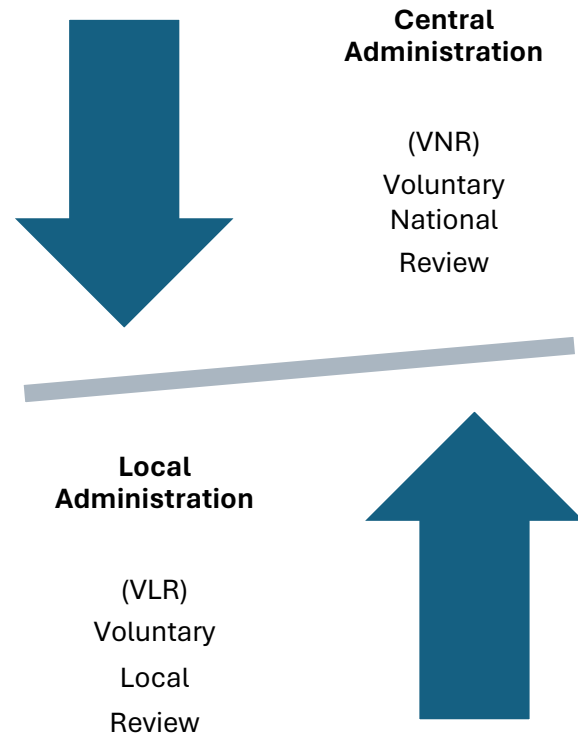 Central
Administration
(VNR)
Voluntary
National
Review
Local
Administration
(VLR)
Voluntary
Local
Review